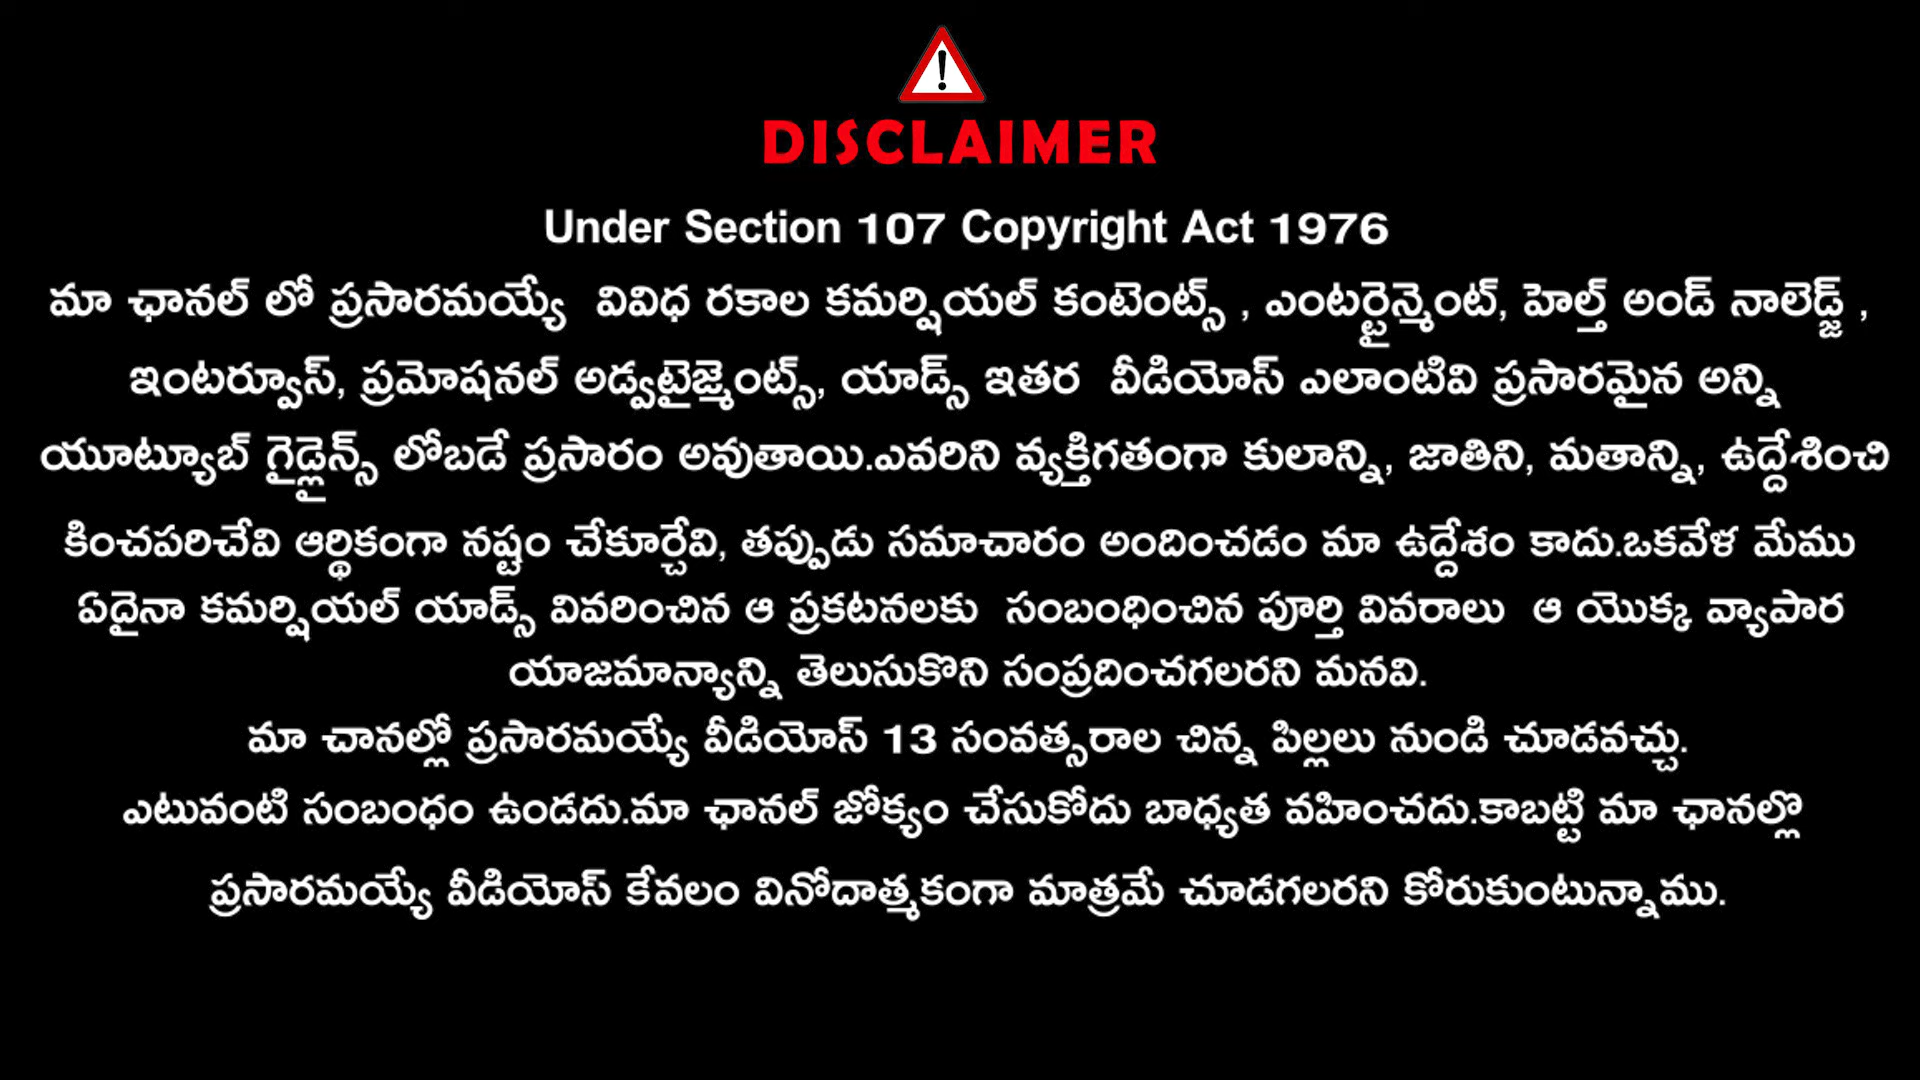 DISCLAIMER
Under Section 107 Copyright Act 1976
మా ఛానల్ లో ప్రసారమయ్యే వివిధ రకాల కమర్షియల్ కంటెంట్స్ , ఎంటర్టైన్మెంట్, హెల్త్ అండ్ నాలెడ్జ్ ,
ఇంటర్వూస్, ప్రమోషనల్ అడ్వటైజ్మెంట్స్, యాడ్స్ ఇతర వీడియోస్ ఎలాంటివి ప్రసారమైన అన్ని
యూట్యూబ్ గైడ్లైన్స్ లోబడే ప్రసారం అవుతాయి.ఎవరిని వ్యక్తిగతంగా కులాన్ని, జాతిని, మతాన్ని, ఉద్దేశించి
కించపరిచేవి ఆర్థికంగా నష్టం చేకూర్చేవి, తప్పుడు సమాచారం అందించడం మా ఉద్దేశం కాదు.ఒకవేళ మేము
ఏదైనా కమర్షియల్ యాడ్స్ వివరించిన ఆ ప్రకటనలకు సంబంధించిన పూర్తి వివరాలు ఆ యొక్క వ్యాపార
యాజమాన్యాన్ని తెలుసుకొని సంప్రదించగలరని మనవి.
మా చానల్లో ప్రసారమయ్యే వీడియోస్ 13 సంవత్సరాల చిన్న పిల్లలు నుండి చూడవచ్చు.
ఎటువంటి సంబంధం ఉండదు.మా ఛానల్ జోక్యం చేసుకోదు బాధ్యత వహించదు.కాబట్టి మా ఛానల్లొ
ప్రసారమయ్యే వీడియోస్ కేవలం వినోదాత్మకంగా మాత్రమే చూడగలరని కోరుకుంటున్నాము.